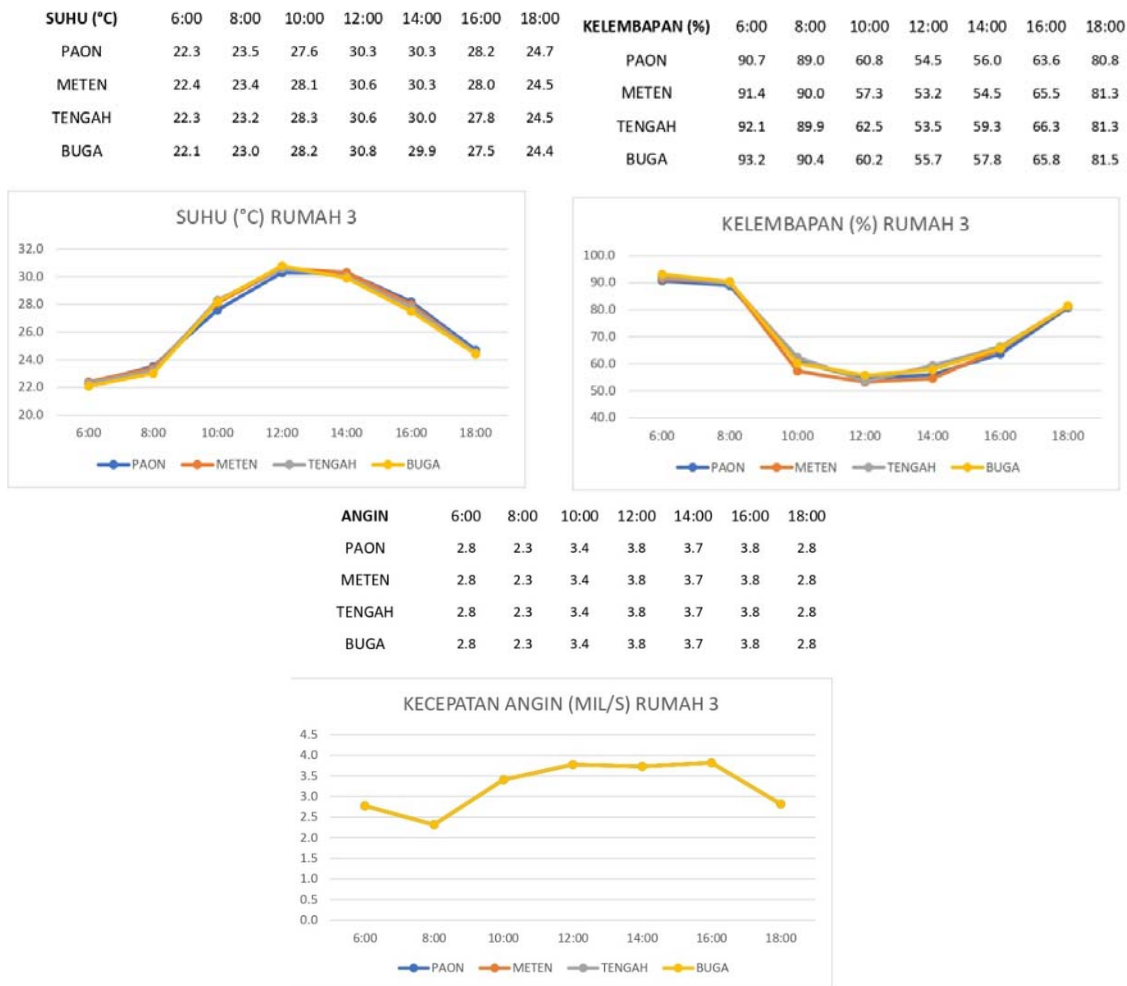 SUHU (°C) 6:00 8:00 10:00 12:00 14:00 16:00 18:00
PAON 22.3 23.5 27.6 30.3 30.3 28.2 24.7
METEN 22.4 23.4 28.1 30.6 30.3 28.0 24.5
TENGAH 22.3 23.2 28.3 30.6 30.0 27.8 24.5
BUGA 22.1 23.0 28.2 30.8 29.9 27.5 24.4
KELEMBAPAN (%) 6:00 8:00 10:00 12:00 14:00 16:00 18:00
PAON 90.7 89.0 60.8 54.5 56.0 63.6 80.8
METEN 91.4 90.0 57.3 53.2 54.5 65.5 81.3
TENGAH 92.1 89.9 62.5 53.5 59.3 66.3 81.3
BUGA 93.2 90.4 60.2 55.7 57.8 65.8 81.5
SUHU (°C) RUMAH 3
32.0
30.0
28.0
26.0
24.0
22.0
20.0
6:00 8:00 10:00 12:00 14:00 16:00 18:00
PAON METEN TENGAH BUGA
KELEMBAPAN (%) RUMAH 3
100.0
90.0
80.0
70.0
60.0
50.0
40.0
6:00 8:00 10:00 12:00 14:00 16:00 18:00
PAON METEN TENGAH BUGA
ANGIN 6:00 8:00 10:00 12:00 14:00 16:00 18:00
PAON 2.8 2.3 3.4 3.8 3.7 3.8 2.8
METEN 2.8 2.3 3.4 3.8 3.7 3.8 2.8
TENGAH 2.8 2.3 3.4 3.8 3.7 3.8 2.8
BUGA 2.8 2.3 3.4 3.8 3.7 3.8 2.8
KECEPATAN ANGIN (MIL/S) RUMAH 3
4.5
4.0
3.5
3.0
2.5
2.0
1.5
1.0
0.5
0.0
6:00 8:00 10:00 12:00 14:00 16:00 18:00
PAON METEN TENGAH BUGA